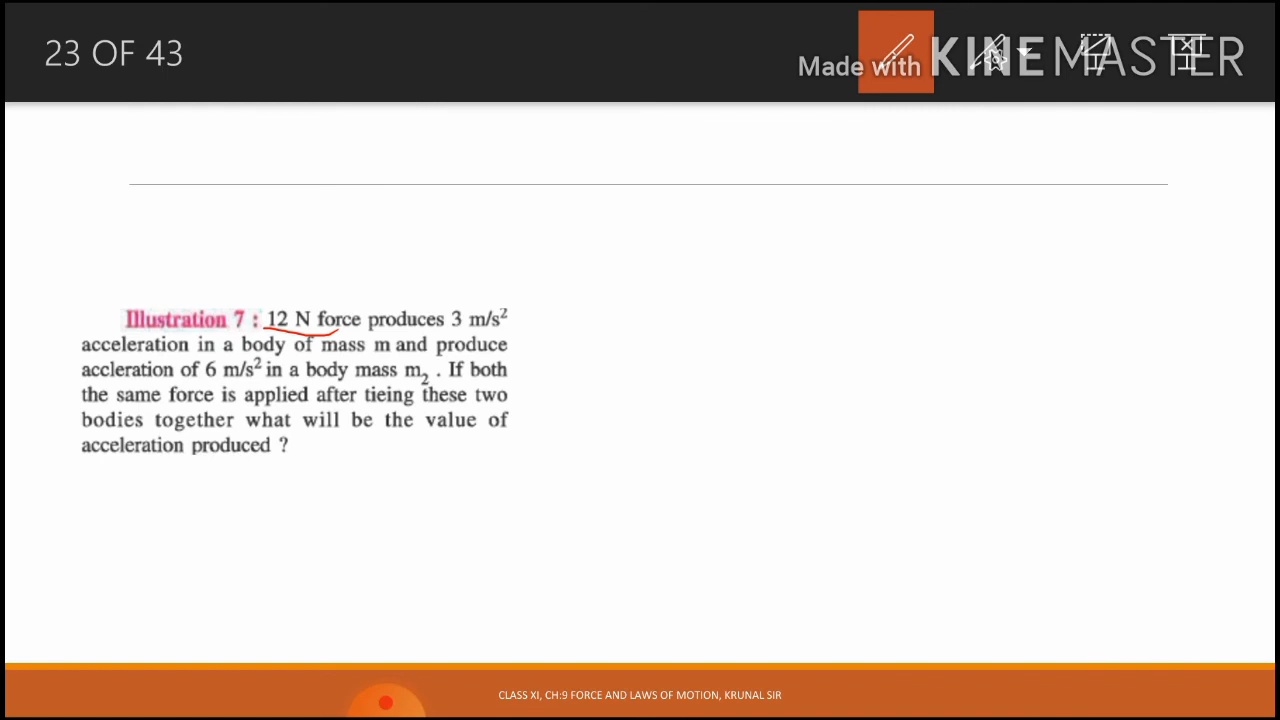 23 OF 43
Made with KINEMASTER
Illustration 7 : 12 N force produces 3 m/s²
acceleration in a body of mass m and produce
accleration of 6 m/s² in a body mass m₂ . If both
the same force is applied after tieing these two
bodies together what will be the value of
acceleration produced ?
CLASS XI, CH:9 FORCE AND LAWS OF MOTION, KRUNAL SIR